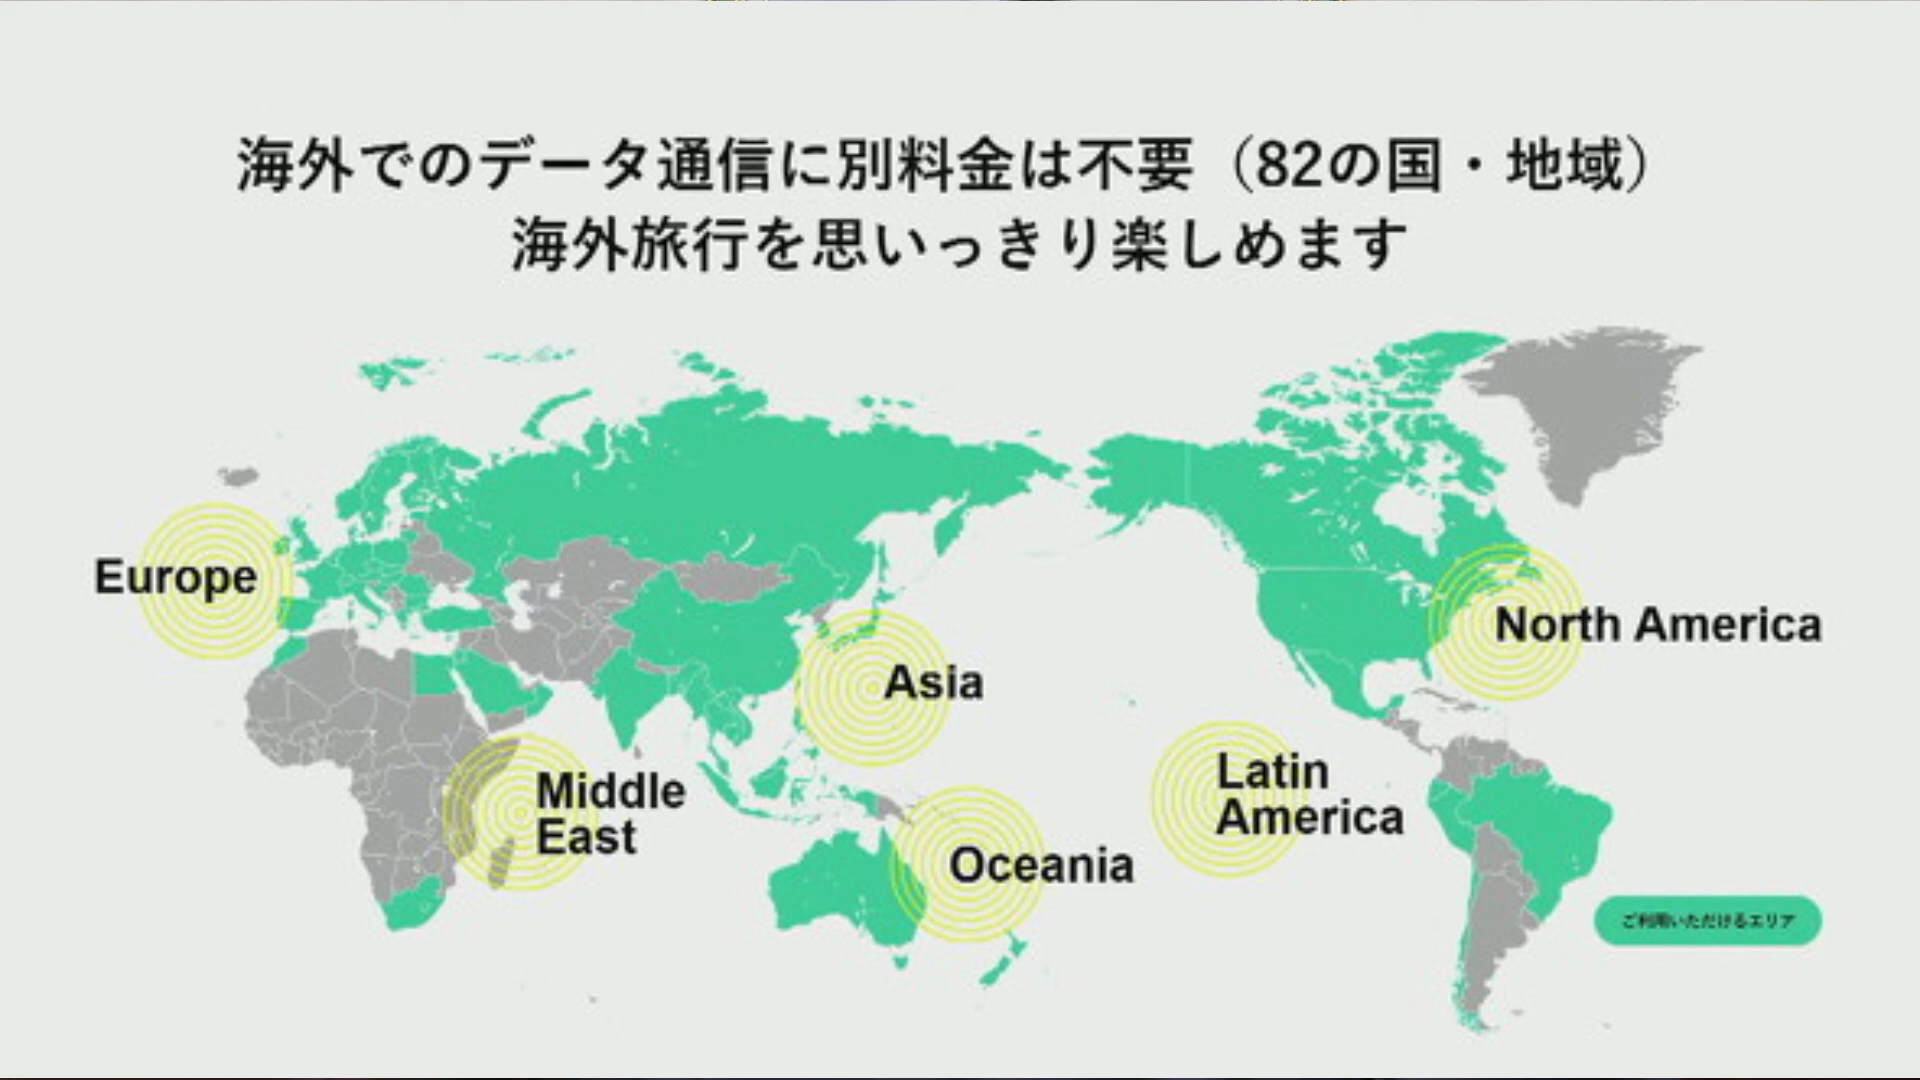 海外でのデータ通信に別料金は不要（82の国・地域）
海外旅行を思いっきり楽しめます
Europe
North America
Asia
Middle
East
Latin
America
Oceania
ご利用いただけるエリア